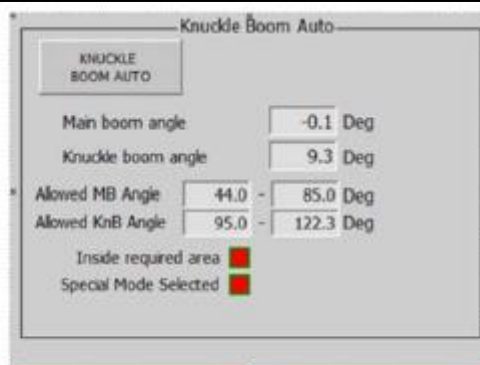 Knuckle Boom Auto
KNUCKLE
BOOM AUTO
Main boom angle -0.1 Deg
Knuckle boom angle 9.3 Deg
Allowed MB Angle 44.0 - 85.0 Deg
Allowed KnB Angle 95.0 - 122.3 Deg
Inside required area
Special Mode Selected